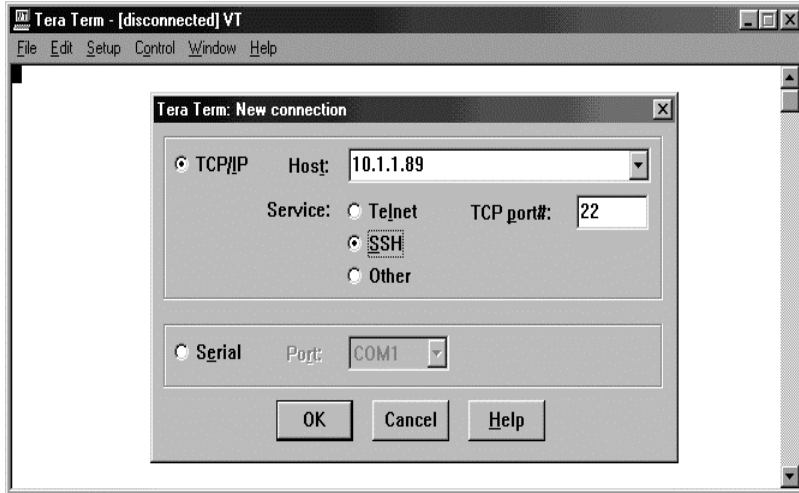 Tera Term - [disconnected] VT
File Edit Setup Control Window Help
Tera Term: New connection
TCP/IP Host: 10.1.1.89
Service: Telnet TCP port#: 22
SSH
Other
Serial Port: COM1
OK Cancel Help